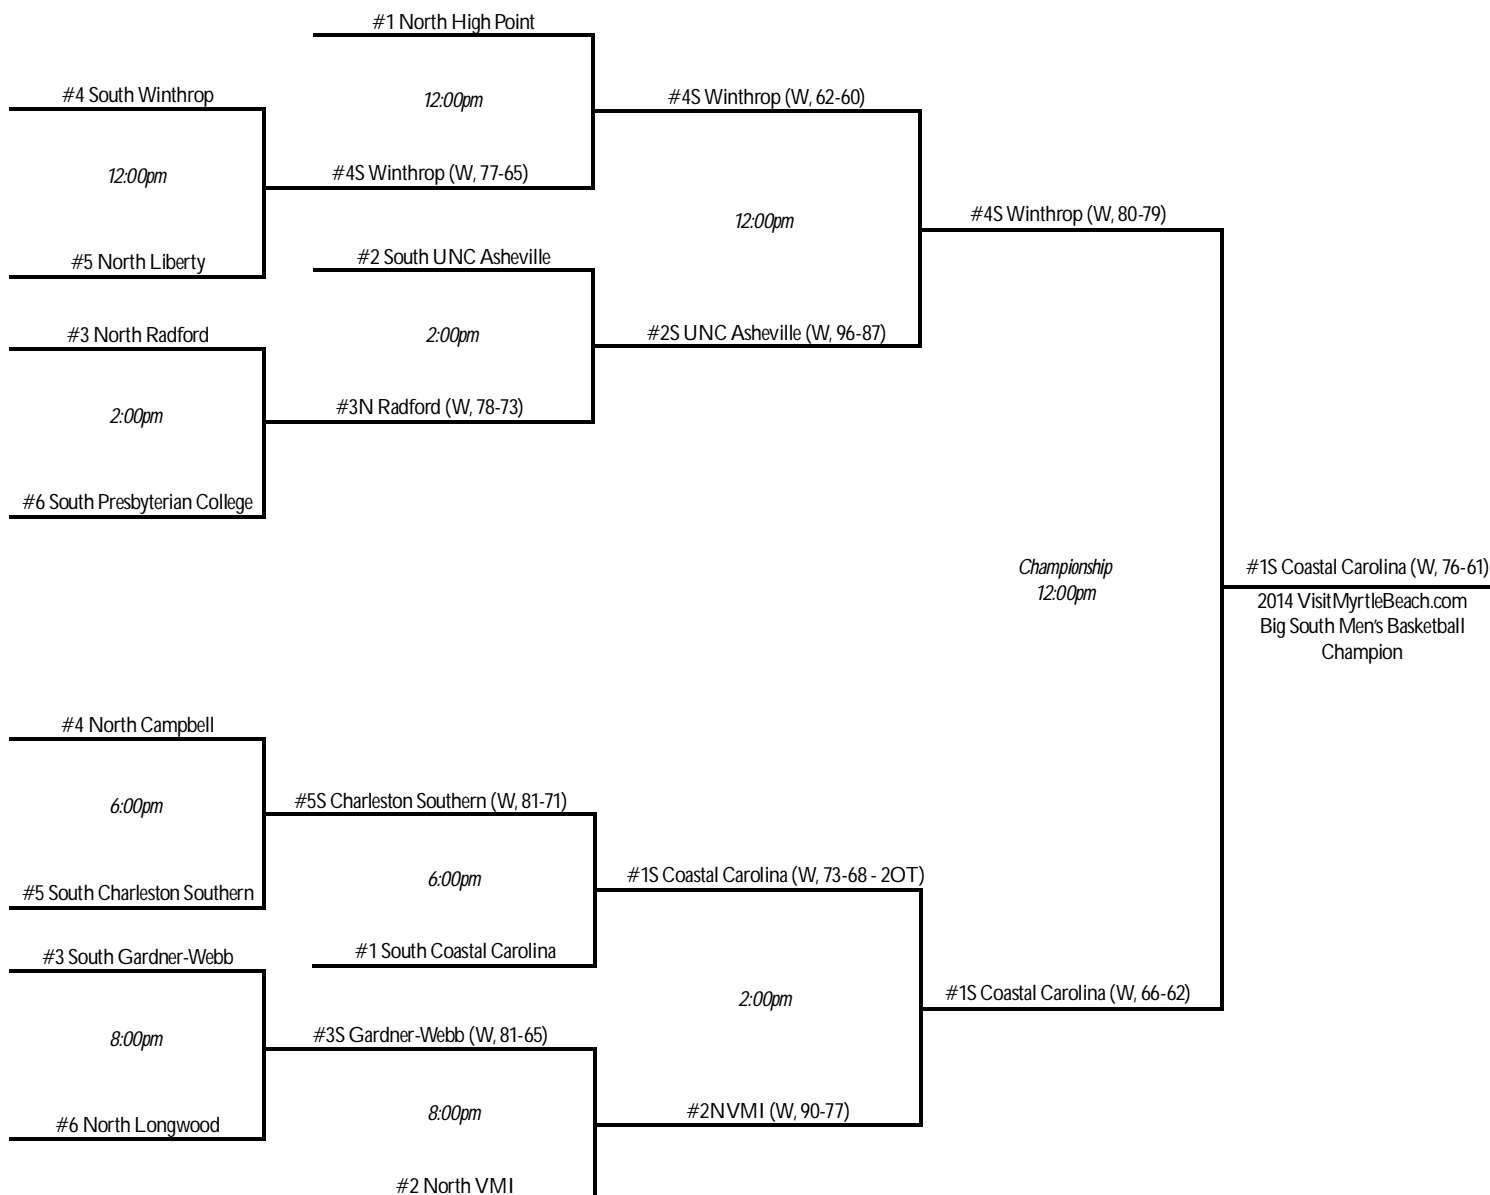 #1 North High Point
#4 South Winthrop
12:00pm
#4S Winthrop (W, 62-60)
12:00pm
#4S Winthrop (W, 77-65)
12:00pm
#4S Winthrop (W, 80-79)
#5 North Liberty
#2 South UNC Asheville
#3 North Radford
2:00pm
#2S UNC Asheville (W, 96-87)
2:00pm
#3N Radford (W, 78-73)
#6 South Presbyterian College
Championship
12:00pm
#1S Coastal Carolina (W, 76-61)
2014 VisitMyrtleBeach.com
Big South Men's Basketball
Champion
#4 North Campbell
6:00pm
#5S Charleston Southern (W, 81-71)
#5 South Charleston Southern
6:00pm
#1S Coastal Carolina (W, 73-68 - 2OT)
#3 South Gardner-Webb
#1 South Coastal Carolina
2:00pm
#1S Coastal Carolina (W, 66-62)
8:00pm
#3S Gardner-Webb (W, 81-65)
#6 North Longwood
8:00pm
#2N VMI (W, 90-77)
#2 North VMI